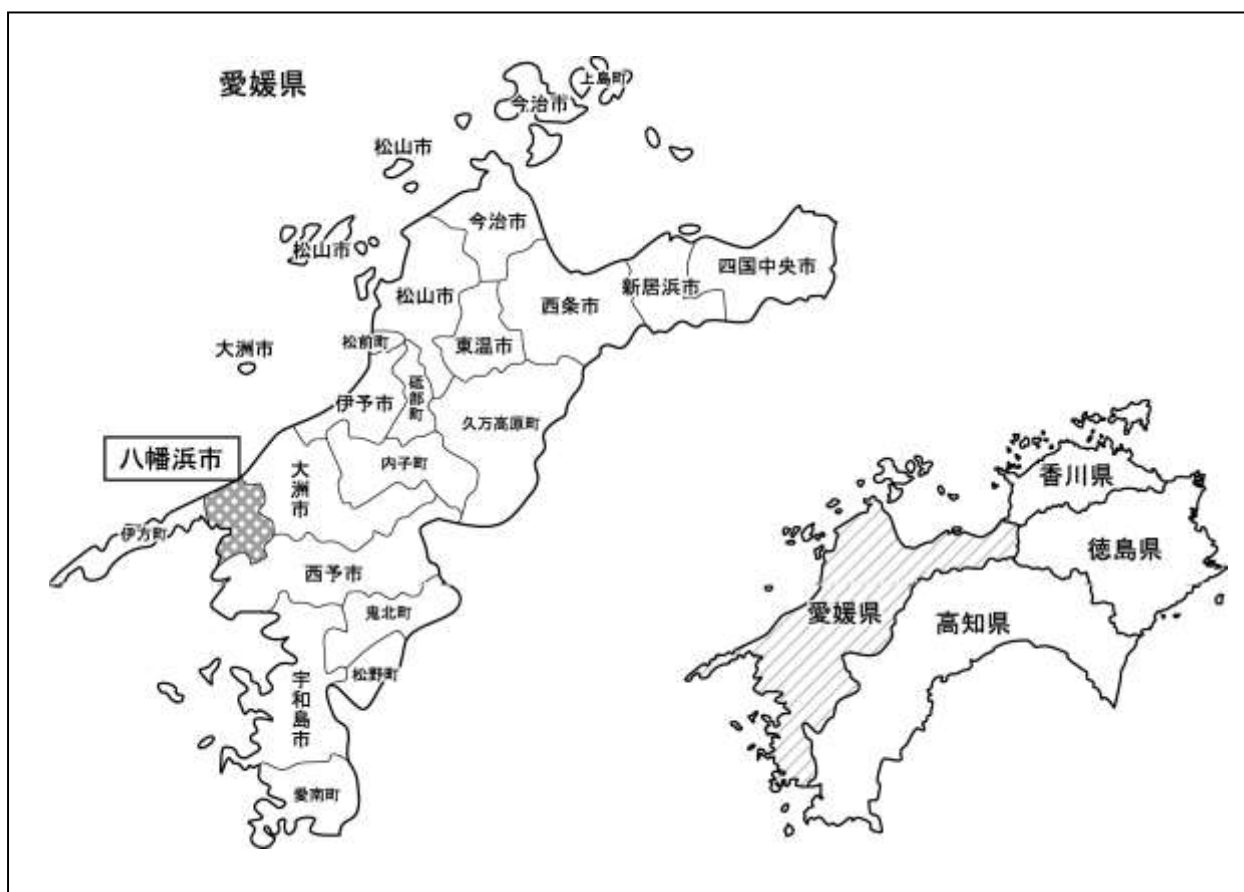 愛媛県
上島町
今治市
松山市
今治市
松山市
四国中央市
新居浜市
松山市
西条市
松前町
東温市
大洲市
砥部町
伊予市
久万高原町
八幡浜市
内子町
大洲市
伊方町
西予市
鬼北町
松野町
宇和島市
愛南町
香川県
徳島県
愛媛県
高知県